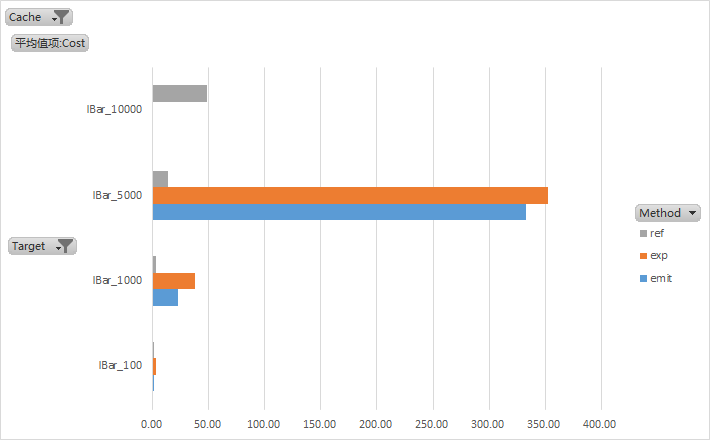 Cache
平均值项:Cost
IBar_10000
IBar_5000
Target
IBar_1000
IBar_100
0.00 50.00 100.00 150.00 200.00 250.00 300.00 350.00 400.00
Method
ref
exp
emit